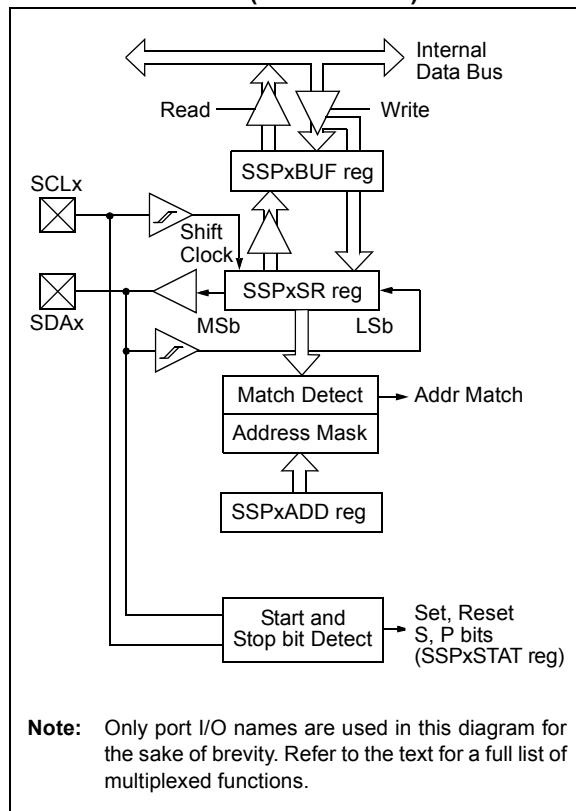 Internal
Data Bus
Read
Write
SSPxBUF reg
SCLx
Shift
Clock
SSPxSR reg
SDAx
MSb
LSb
Match Detect
Addr Match
Address Mask
SSPxADD reg
Start and
Stop bit Detect
Set, Reset
S, P bits
(SSPxSTAT reg)
Note: Only port I/O names are used in this diagram for
the sake of brevity. Refer to the text for a full list of
multiplexed functions.